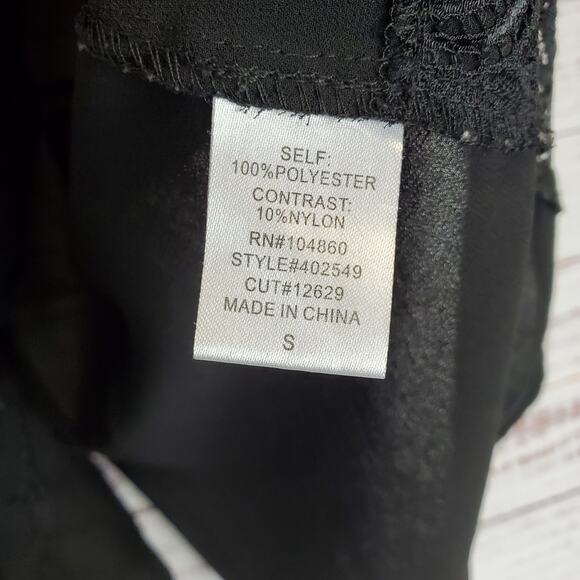 SELF:
100%POLYESTER
CONTRAST:
10%NYLON
RN#104860
STYLE#402549
CUT#12629
MADE IN CHINA
S